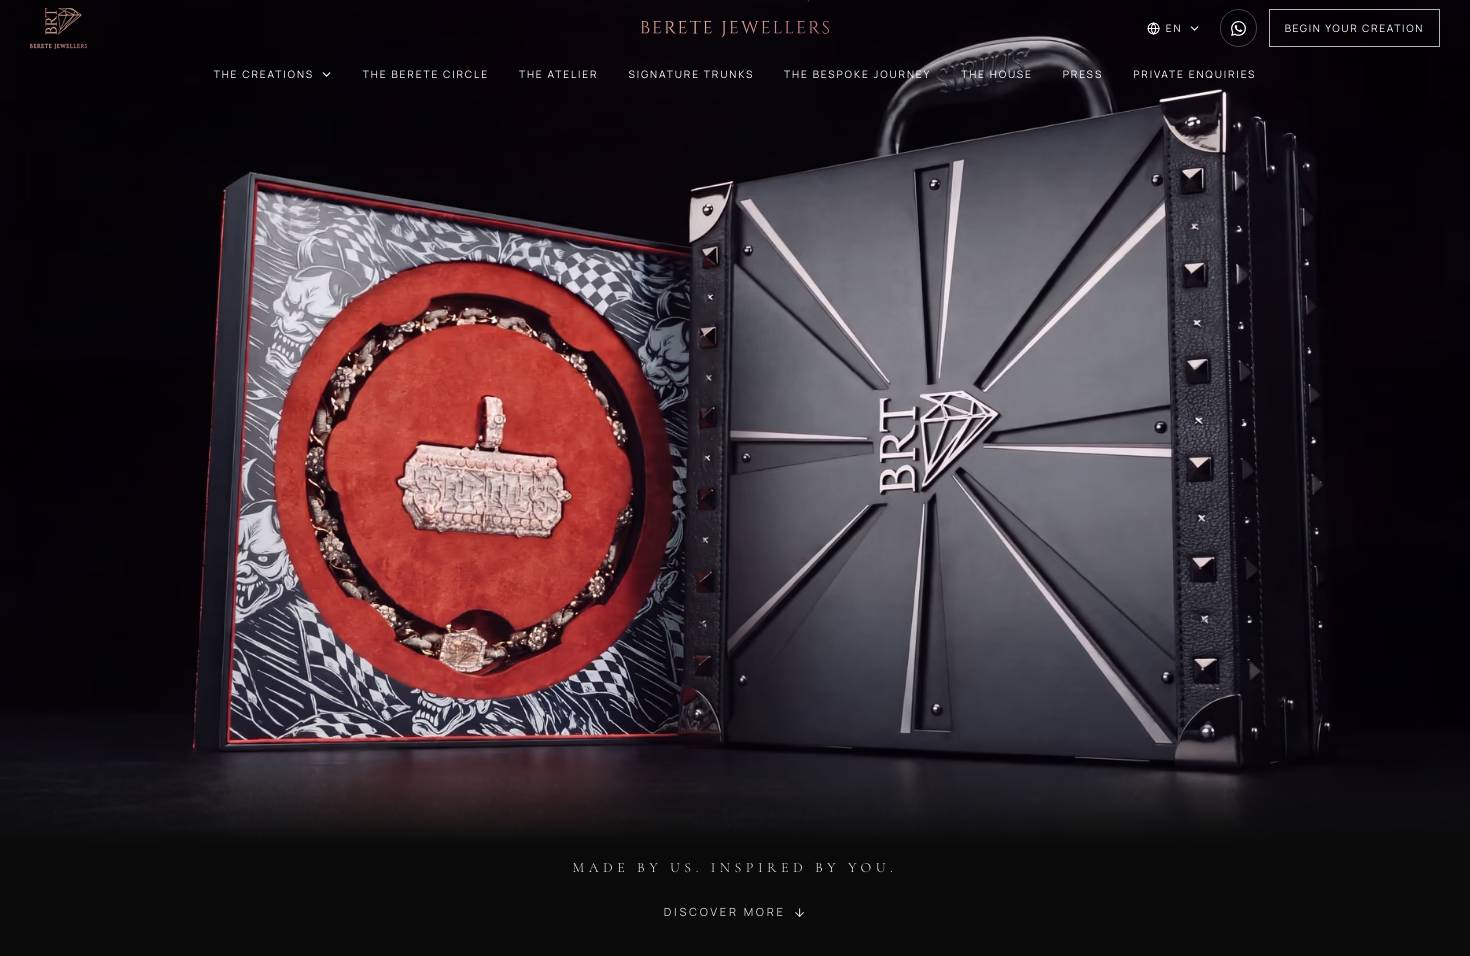 BRT
BERETE JEWELLERS
BERETE JEWELLERS
EN
BEGIN YOUR CREATION
THE CREATIONS
THE BERETE CIRCLE
THE ATELIER
SIGNATURE TRUNKS
THE BESPOKE JOURNEY
THE HOUSE
PRESS
PRIVATE ENQUIRIES
BRT
MADE BY US. INSPIRED BY YOU.
DISCOVER MORE